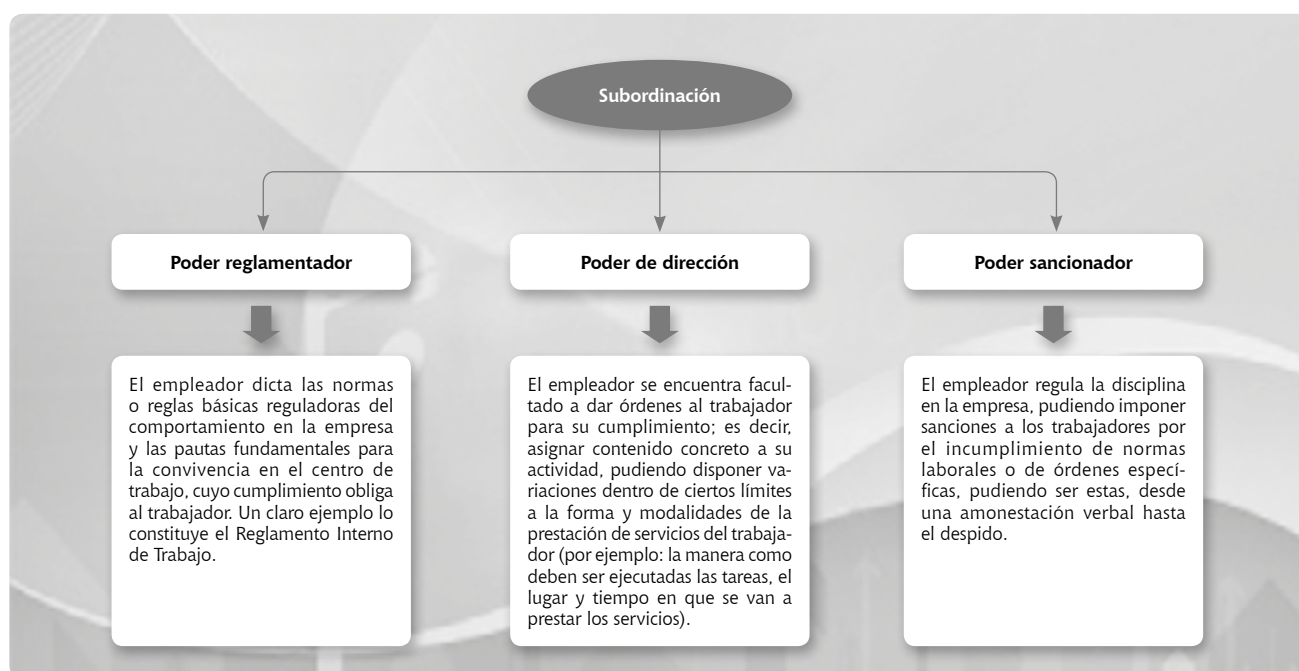 Subordinación
Poder reglamentador
El empleador dicta las normas
o reglas básicas reguladoras del
comportamiento en la empresa
y las pautas fundamentales para
la convivencia en el centro de
trabajo, cuyo cumplimiento obliga
al trabajador. Un claro ejemplo lo
constituye el Reglamento Interno
de Trabajo.
Poder de dirección
El empleador se encuentra facul-
tado a dar órdenes al trabajador
para su cumplimiento; es decir,
asignar contenido concreto a su
actividad, pudiendo disponer va-
riaciones dentro de ciertos límites
a la forma y modalidades de la
prestación de servicios del trabaja-
dor (por ejemplo: la manera como
deben ser ejecutadas las tareas, el
lugar y tiempo en que se van a
prestar los servicios).
Poder sancionador
El empleador regula la disciplina
en la empresa, pudiendo imponer
sanciones a los trabajadores por
el incumplimiento de normas
laborales o de órdenes específi-
ficas, pudiendo ser estas, desde
una amonestación verbal hasta
el despido.